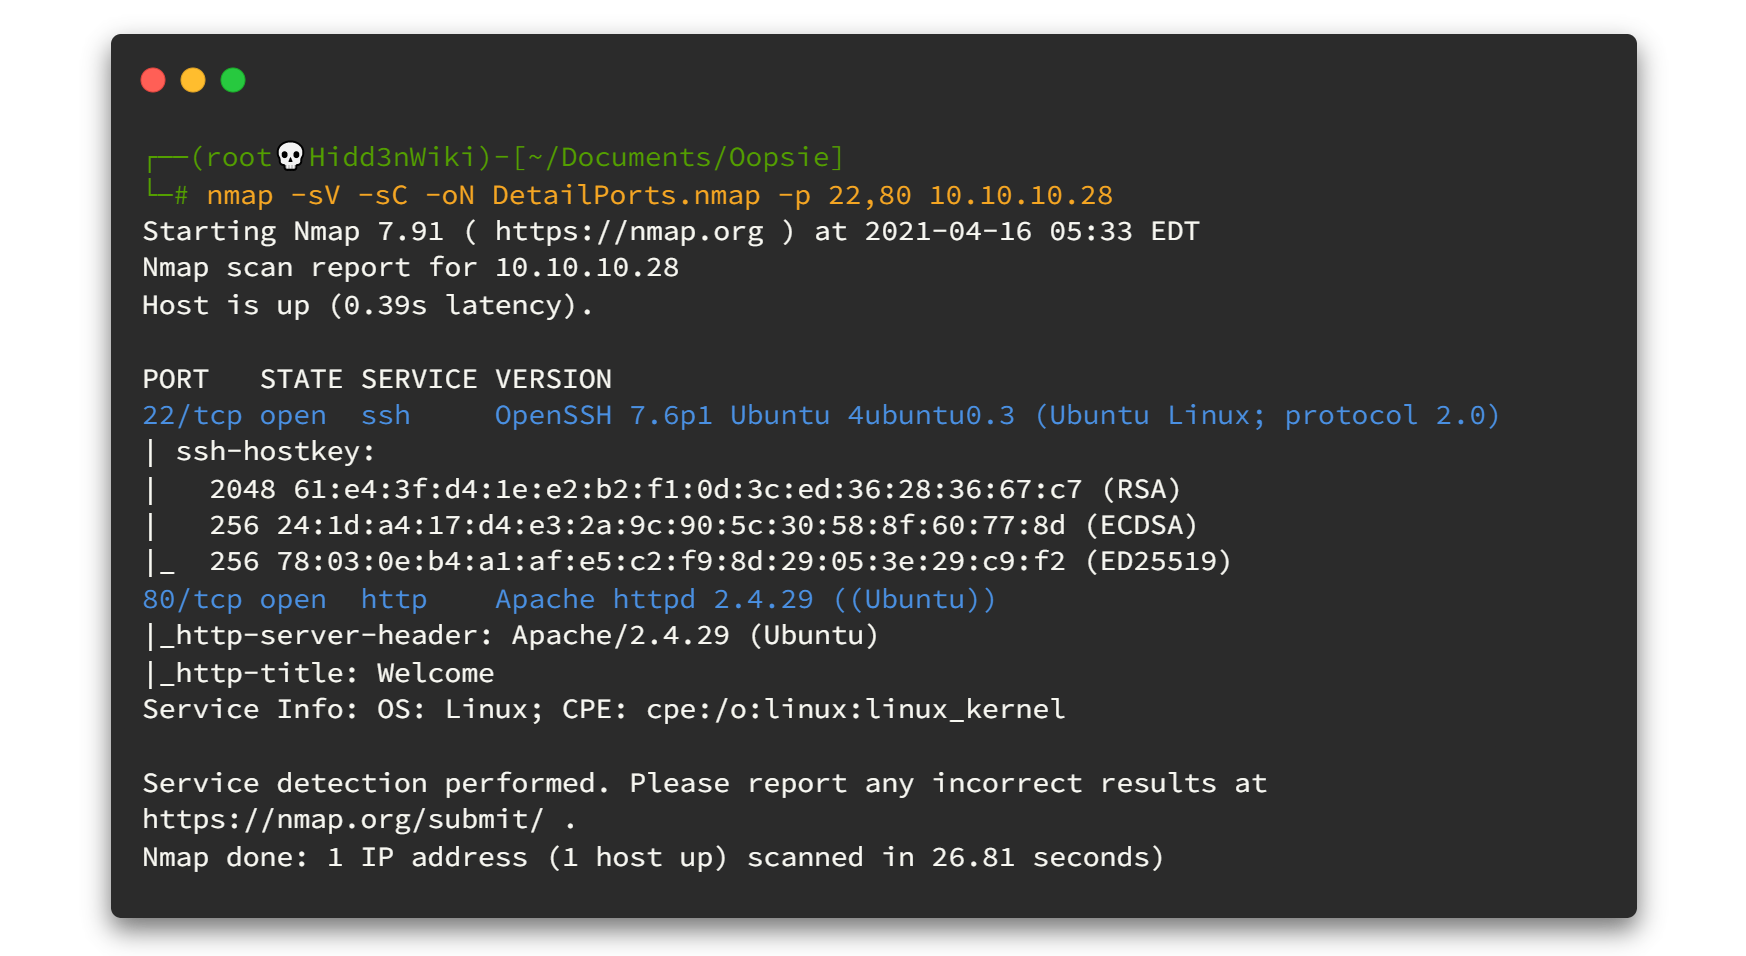 ┌──(root💀Hidd3nWiki)-[~/Documents/Oopsie]
└─# nmap -sV -sC -oN DetailPorts.nmap -p 22,80 10.10.10.28
Starting Nmap 7.91 ( https://nmap.org ) at 2021-04-16 05:33 EDT
Nmap scan report for 10.10.10.28
Host is up (0.39s latency).

PORT   STATE SERVICE VERSION
22/tcp open  ssh     OpenSSH 7.6p1 Ubuntu 4ubuntu0.3 (Ubuntu Linux; protocol 2.0)
| ssh-hostkey:
|   2048 61:e4:3f:d4:1e:e2:b2:f1:0d:3c:ed:36:28:36:67:c7 (RSA)
|   256 24:1d:a4:17:d4:e3:2a:9c:90:5c:30:58:8f:60:77:8d (ECDSA)
|_  256 78:03:0e:b4:a1:af:e5:c2:f9:8d:29:05:3e:29:c9:f2 (ED25519)
80/tcp open  http    Apache httpd 2.4.29 ((Ubuntu))
|_http-server-header: Apache/2.4.29 (Ubuntu)
|_http-title: Welcome
Service Info: OS: Linux; CPE: cpe:/o:linux:linux_kernel

Service detection performed. Please report any incorrect results at
https://nmap.org/submit/ .
Nmap done: 1 IP address (1 host up) scanned in 26.81 seconds)